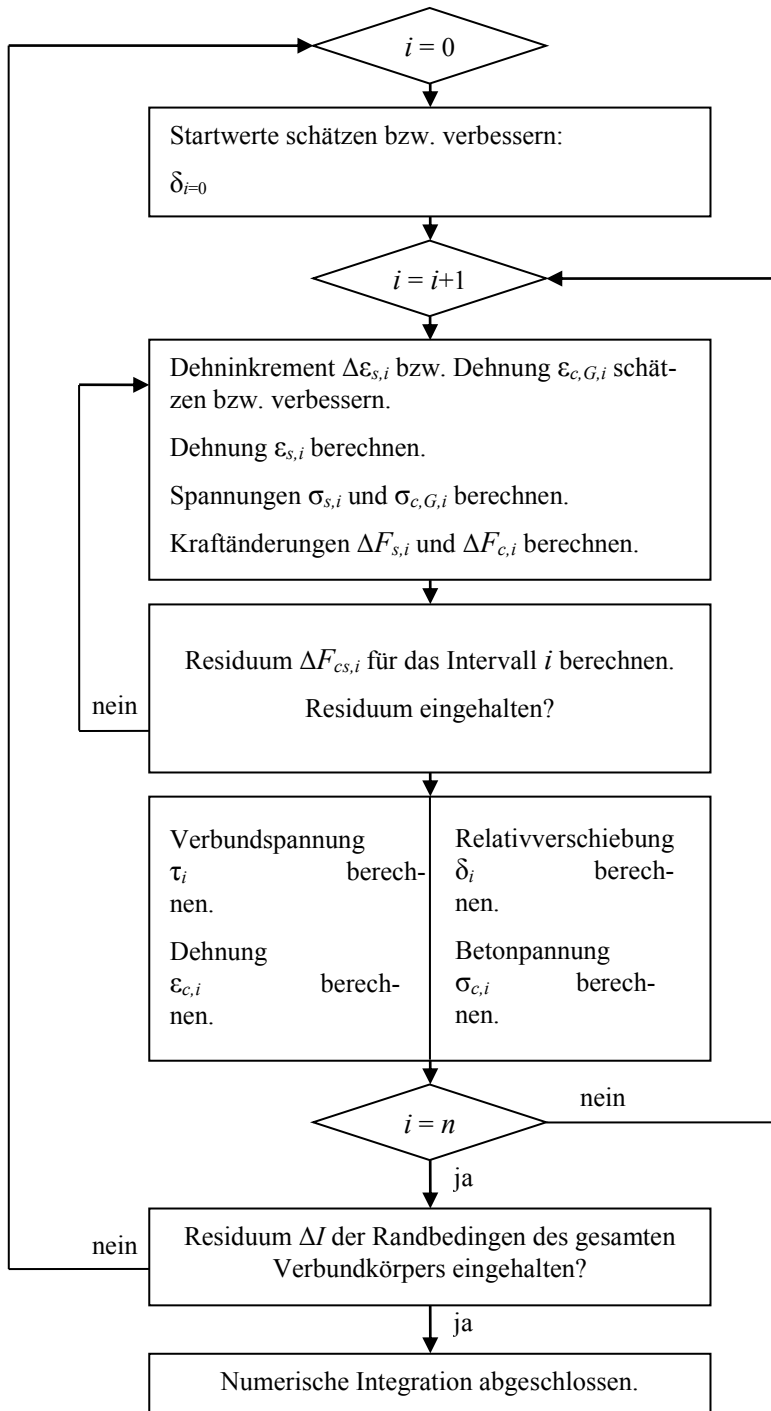 i = 0
Startwerte schätzen bzw. verbessern:
δi=0
i = i+1
Dehninkrement Δεs,i bzw. Dehnung εc,G,i schät-
zen bzw. verbessern.
Dehnung εs,i berechnen.
Spannungen σs,i und σc,G,i berechnen.
Kraftänderungen ΔFs,i und ΔFc,i berechnen.
Residuum ΔFcs,i für das Intervall i berechnen.
Residuum eingehalten?
nein
Verbundspannung
τi berech-
nen.
Dehnung
εc,i berech-
nen.
Relativverschiebung
δi berech-
nen.
Betonpannung
σc,i berech-
nen.
i = n
nein
ja
nein
Residuum ΔI der Randbedingen des gesamten
Verbundkörpers eingehalten?
ja
Numerische Integration abgeschlossen.